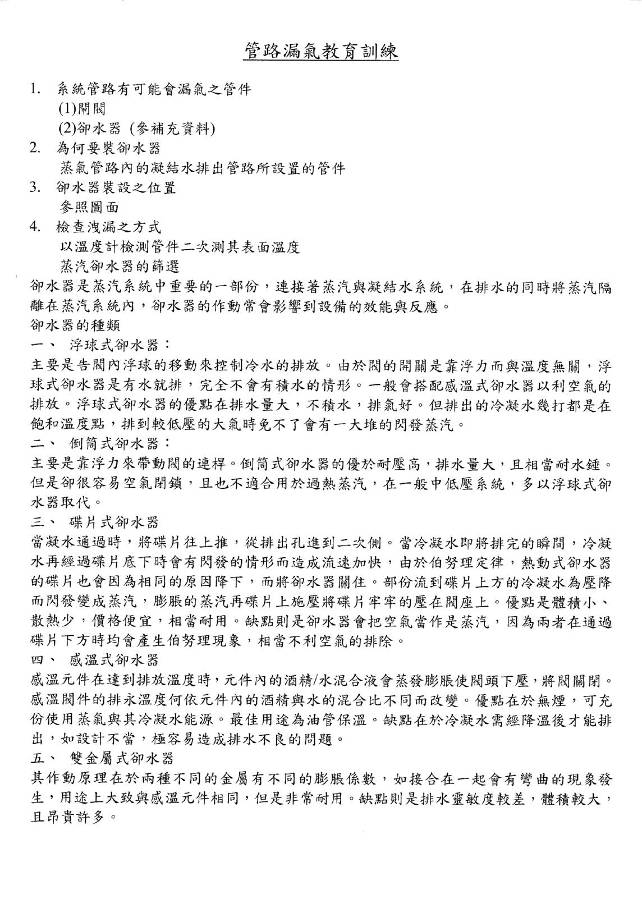 管路漏氣教育訓練
1. 系統管路有可能會漏氣之管件
(1)閘閥
(2)卻水器 (參補充資料)
2. 為何要裝卻水器
蒸氣管路內的凝結水排出管路所設置的管件
3. 卻水器裝設之位置
參照圖面
4. 檢查洩漏之方式
以溫度計檢測管件二次測其表面溫度
蒸汽卻水器的篩選
卻水器是蒸汽系統中重要的一部份，連接著蒸汽與凝結水系統，在排水的同時將蒸汽隔
離在蒸汽系統內，卻水器的作動常會影響到設備的效能與反應。
卻水器的種類
一、 浮球式卻水器：
主要是告閥內浮球的移動來控制冷水的排放。由於閥的開關是靠浮力而與溫度無關，浮
球式卻水器是有水就排，完全不會有積水的情形。一般會搭配感溫式卻水器以利空氣的
排放。浮球式卻水器的優點在排水量大，不積水，排氣好。但排出的冷凝水幾打都是在
飽和溫度點，排到較低壓的大氣時免不了會有一大堆的閃發蒸汽。
二、 倒筒式卻水器：
主要是靠浮力來帶動閥的連桿。倒筒式卻水器的優於耐壓高，排水量大，且相當耐水錘。
但是卻很容易空氣閉鎖，且也不適合用於過熱蒸汽，在一般中低壓系統，多以浮球式卻
水器取代。
三、 碟片式卻水器
當凝水通過時，將碟片往上推，從排出孔進到二次側。當冷凝水即將排完的瞬間，冷凝
水再經過碟片底下時會有閃發的情形而造成流速加快，由於伯努理定律，熱動式卻水器
的碟片也會因為相同的原因降下，而將卻水器關住。部份流到碟片上方的冷凝水為壓降
而閃發變成蒸汽，膨脹的蒸汽再碟片上施壓將碟片牢牢的壓在閥座上。優點是體積小、
散熱少，價格便宜，相當耐用。缺點則是卻水器會把空氣當作是蒸汽，因為兩者在通過
碟片下方時均會產生伯努理現象，相當不利空氣的排除。
四、 感溫式卻水器
感溫元件在達到排放溫度時，元件內的酒精/水混合液會蒸發膨脹使閥頭下壓，將閥關閉。
感溫閥件的排永溫度何依元件內的酒精與水的混合比不同而改變。優點在於無煙，可充
份使用蒸氣與其冷凝水能源。最佳用途為油管保溫。缺點在於冷凝水需經降溫後才能排
出，如設計不當，極容易造成排水不良的問題。
五、 雙金屬式卻水器
其作動原理在於兩種不同的金屬有不同的膨脹係數，如接合在一起會有彎曲的現象發
生，用途上大致與感溫元件相同，但是非常耐用。缺點則是排水靈敏度較差，體積較大，
且昂貴許多。